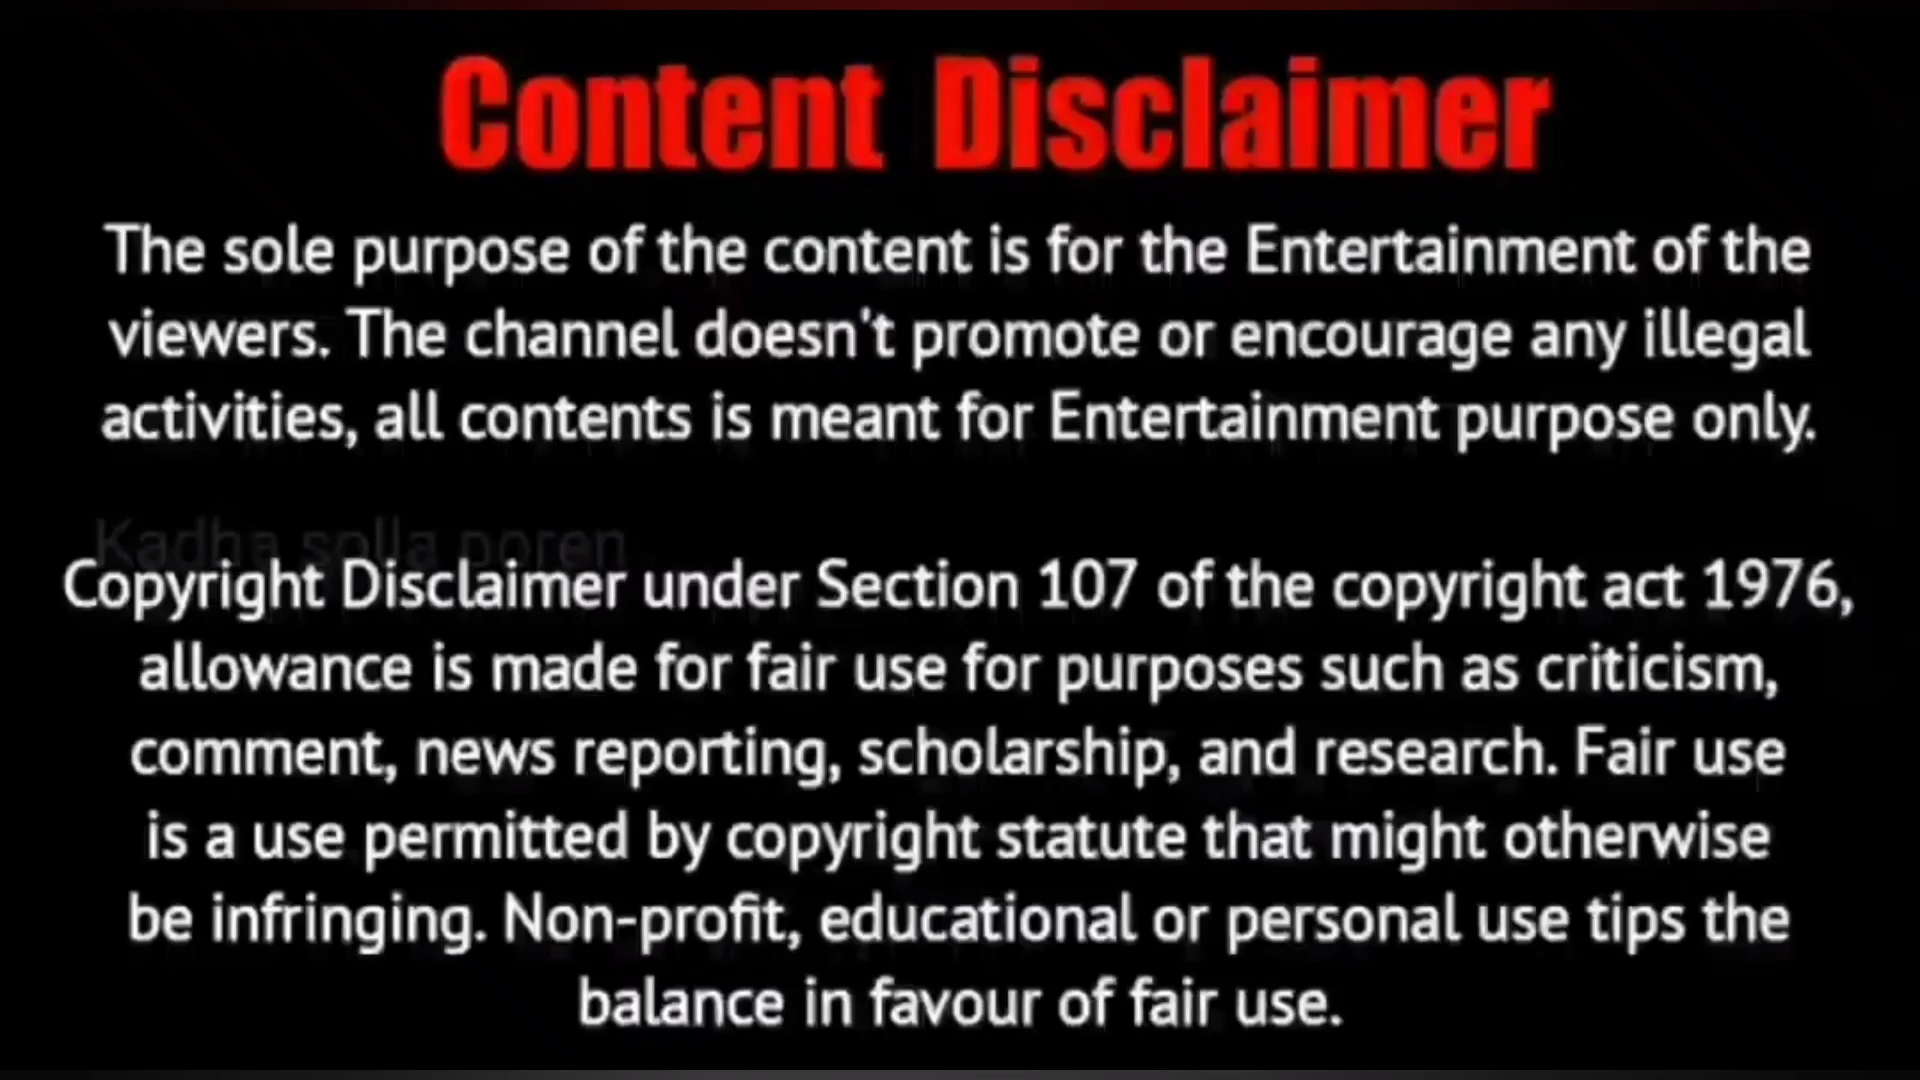 Content Disclaimer
The sole purpose of the content is for the Entertainment of the
viewers. The channel doesn't promote or encourage any illegal
activities, all contents is meant for Entertainment purpose only.
Kadha solla poren
Copyright Disclaimer under Section 107 of the copyright act 1976,
allowance is made for fair use for purposes such as criticism,
comment, news reporting, scholarship, and research. Fair use
is a use permitted by copyright statute that might otherwise
be infringing. Non-profit, educational or personal use tips the
balance in favour of fair use.